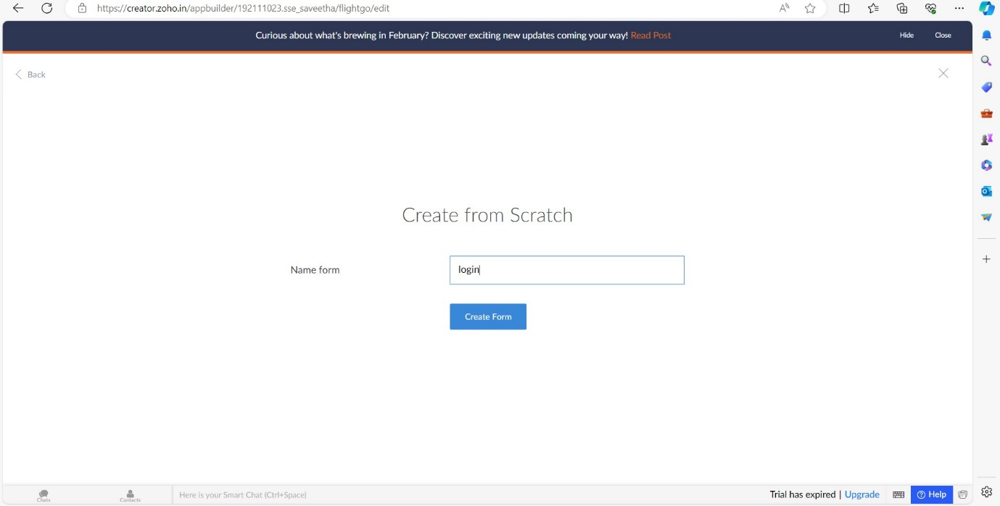 https://creator.zoho.in/appbuilder/192111023.sse_saveetha/flightgo/edit
Curious about what's brewing in February? Discover exciting new updates coming your way! Read Post
Hide
Close
Back
Create from Scratch
Name form
login
Create Form
Chats
Contacts
Here is your Smart Chat (Ctrl+Space)
Trial has expired | Upgrade
Help